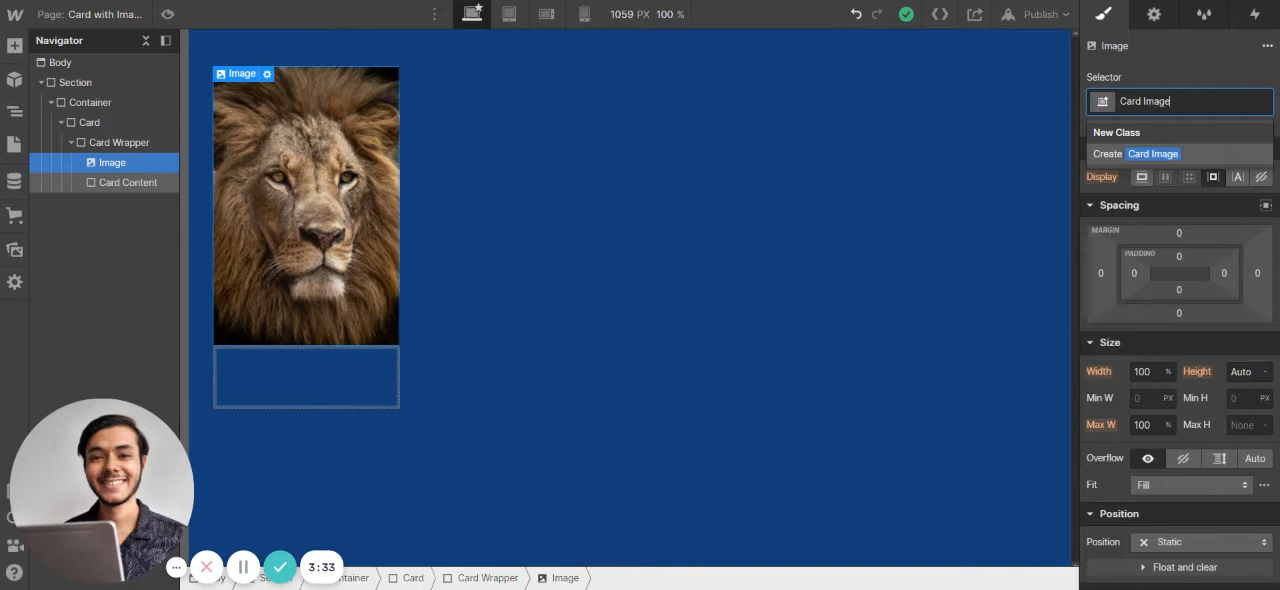 Page: Card with Ima...
1059 PX 100 %
Publish
Navigator
Body
Section
Container
Card
Card Wrapper
Image
Card Content
Image
Image
Selector
Card Image
New Class
Create Card Image
Display
Spacing
MARGIN
0
PADDING
0
0 0 0 0
0
0
Size
Width 100 % Height Auto -
Min W 0 PX Min H 0 PX
Max W 100 % Max H None -
Overflow Auto
Fit Fill
Position
Position Static
Float and clear
3:33
Card Card Wrapper Image